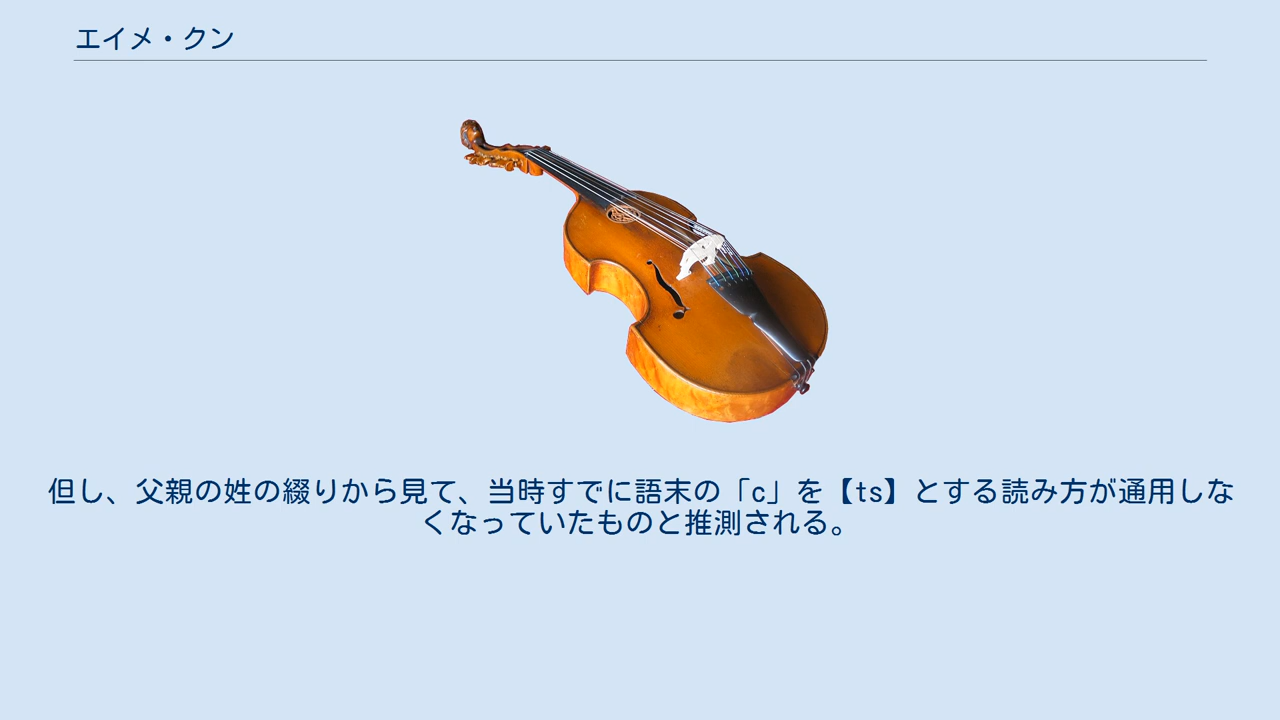 エイメ・クン
但し、父親の姓の綴りから見て、当時すでに語末の「c」を【ts】とする読み方が通用しな
くなっていたものと推測される。